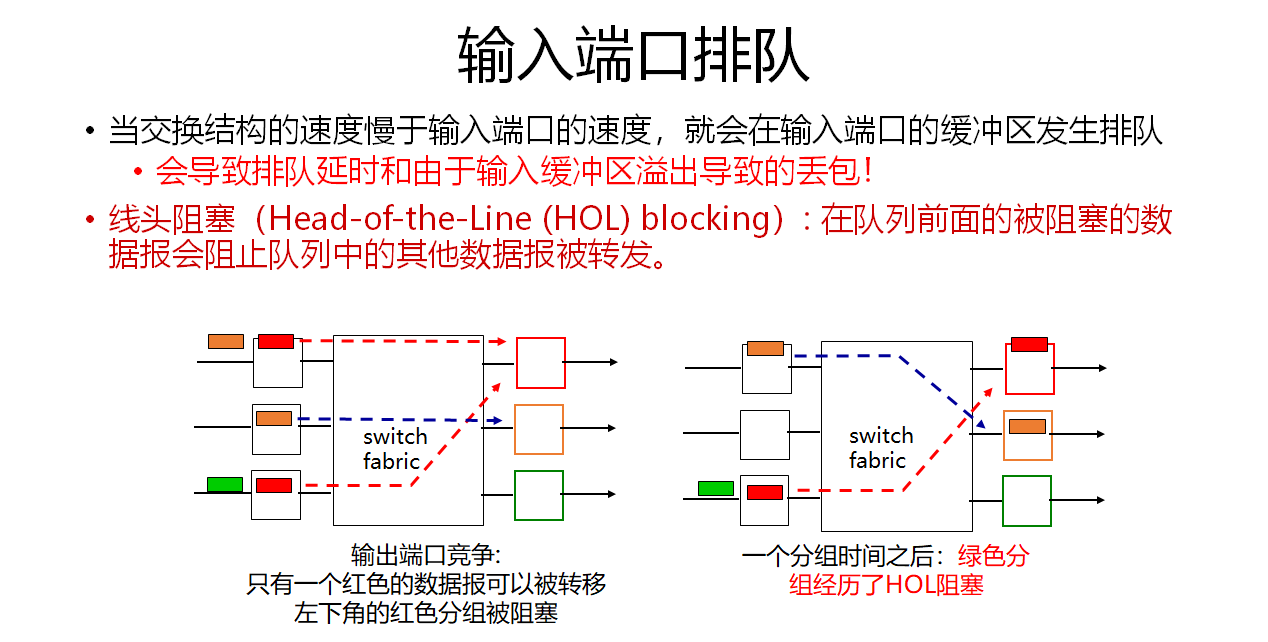 输入端口排队
• 当交换结构的速度慢于输入端口的速度，就会在输入端口的缓冲区发生排队
• 会导致排队延时和由于输入缓冲区溢出导致的丢包！
• 线头阻塞（Head-of-the-Line (HOL) blocking）: 在队列前面的被阻塞的数
据报会阻止队列中的其他数据报被转发。
switch
fabric
输出端口竞争:
只有一个红色的数据报可以被转移
左下角的红色分组被阻塞
switch
fabric
一个分组时间之后：绿色分
组经历了HOL阻塞